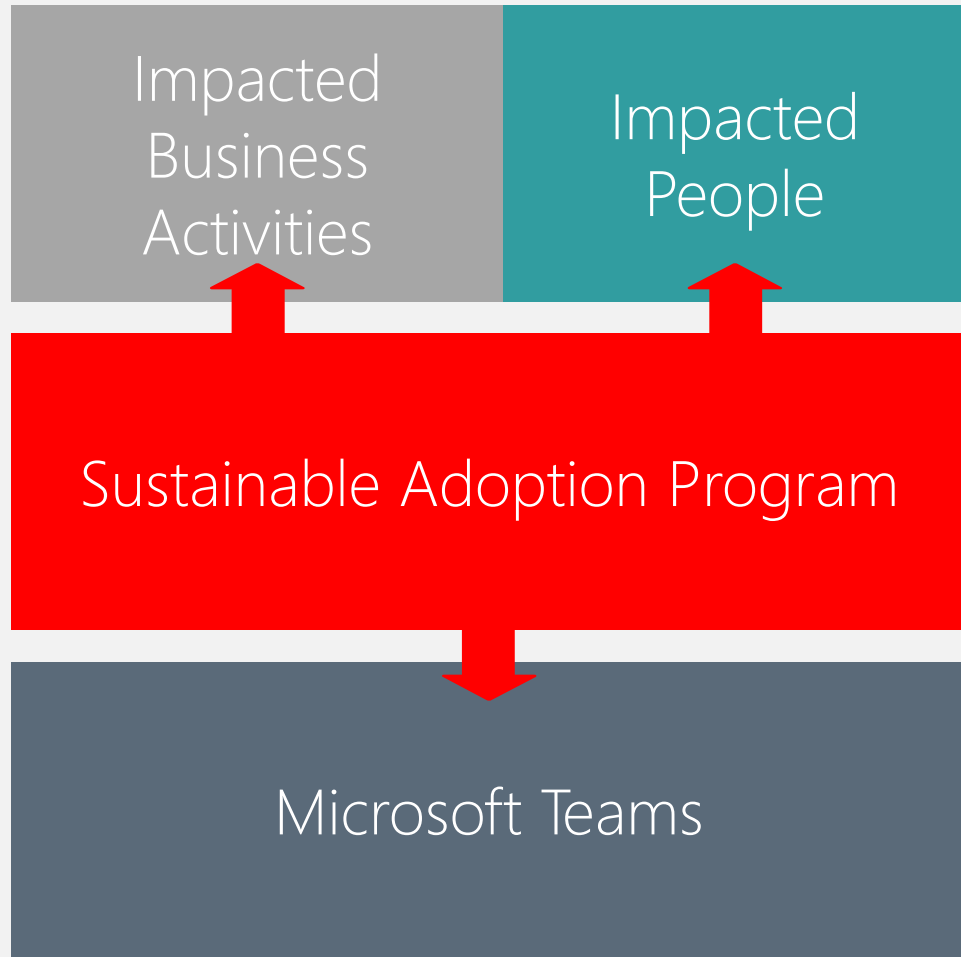 Impacted
Business
Activities
Impacted
People
Sustainable Adoption Program
Microsoft Teams